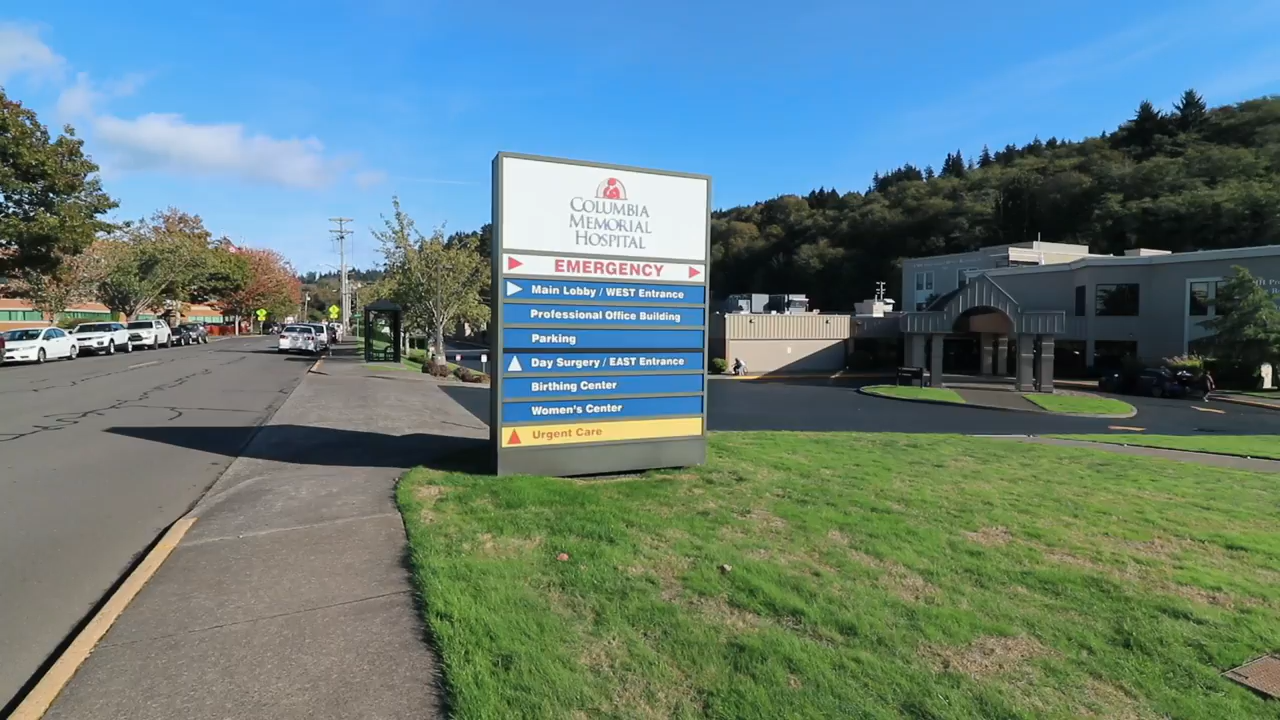 COLUMBIA
MEMORIAL
HOSPITAL
EMERGENCY
Main Lobby / WEST Entrance
Professional Office Building
Parking
Day Surgery / EAST Entrance
Birthing Center
Women's Center
Urgent Care